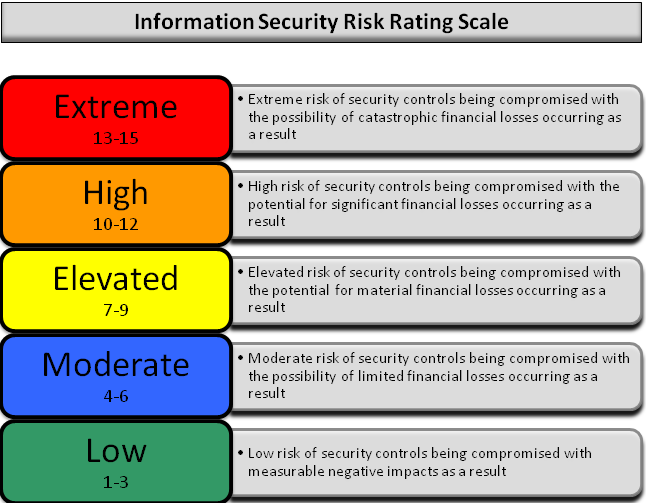 Information Security Risk Rating Scale
Extreme
13-15
• Extreme risk of security controls being compromised with
the possibility of catastrophic financial losses occurring as
a result
High
10-12
• High risk of security controls being compromised with the
potential for significant financial losses occurring as a
result
Elevated
7-9
• Elevated risk of security controls being compromised with
the potential for material financial losses occurring as a
result
Moderate
4-6
• Moderate risk of security controls being compromised with
the possibility of limited financial losses occurring as a
result
Low
1-3
• Low risk of security controls being compromised with
measurable negative impacts as a result